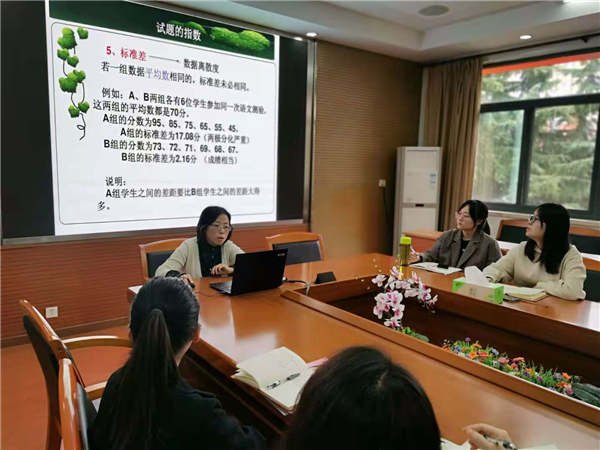 试题的指数
5、标准差 数据离散度
若一组数据平均数相同的，标准差未必相同。
例如：A、B两组各有6位学生参加同一次语文测验，
这两组的平均数都是70分，
A组的分数为95、85、75、65、55、45，
A组的标准差为17.08分（两极分化严重）
B组的分数为73、72、71、69、68、67，
B组的标准差为2.16分 （成绩相当）
说明：
A组学生之间的差距要比B组学生之间的差距大得
多。